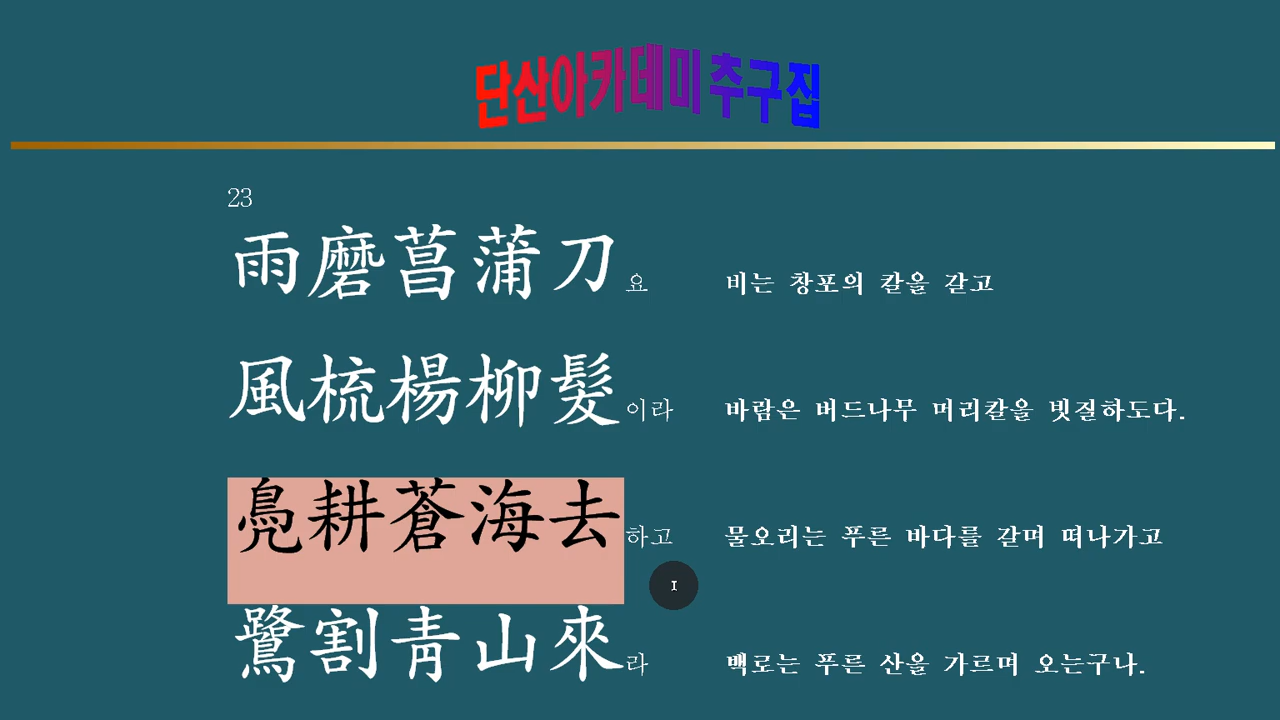 단산아카테미추구집
23
雨磨菖蒲刀요 비는 창포의 칼을 갇고
風梳楊柳髮이라 바람은 버드나무 머리칼을 빗질하도다.
鳧耕蒼海去하고 물오리는 푸른 바다를 갈며 떠나가고
鷺割青山來라 백로는 푸른 산을 가르며 오는구나.